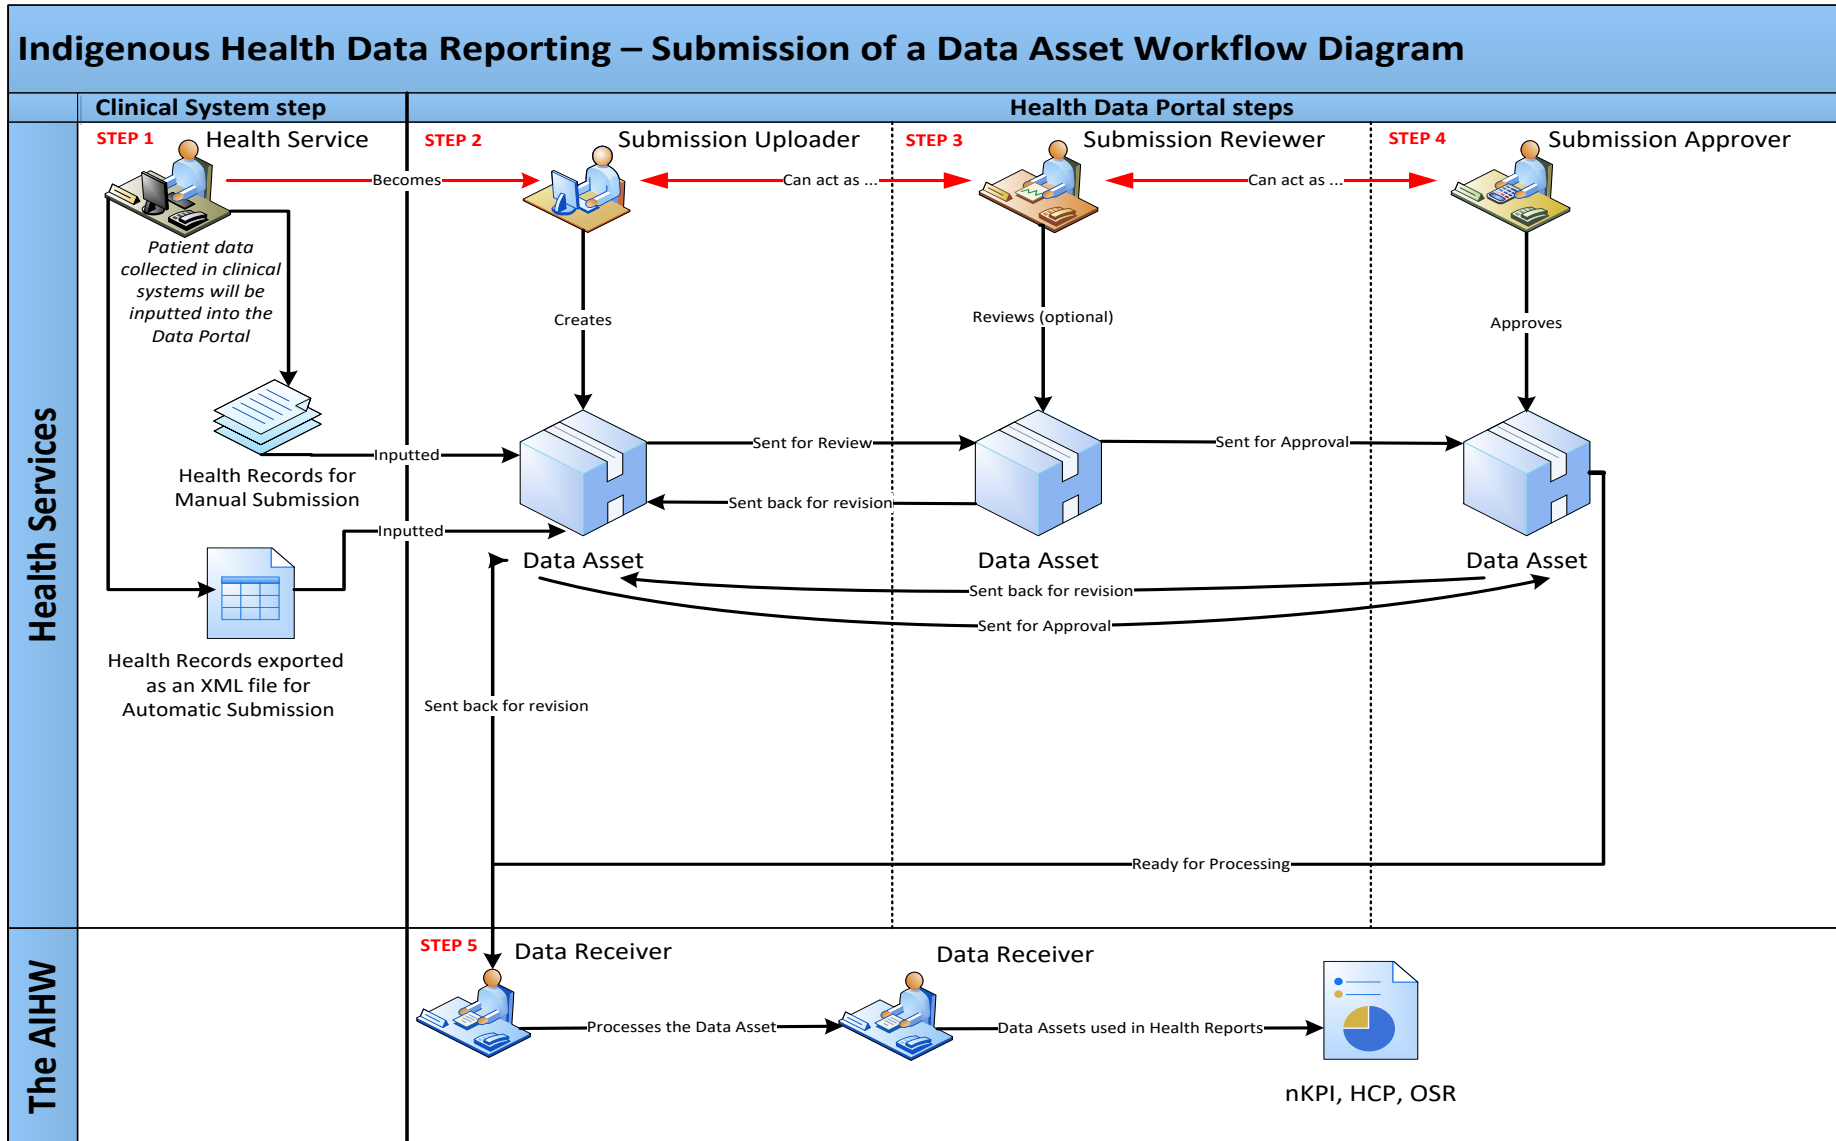 Indigenous Health Data Reporting – Submission of a Data Asset Workflow Diagram
Clinical System step
Health Data Portal steps
Health Services
STEP 1
Health Service
STEP 2
Submission Uploader
STEP 3
Submission Reviewer
STEP 4
Submission Approver
Becomes
Can act as ...
Can act as ...
Patient data
collected in clinical
systems will be
inputted into the
Data Portal
Creates
Reviews (optional)
Approves
Inputted
Sent for Review
Sent for Approval
Health Records for
Manual Submission
Sent back for revision
Inputted
Data Asset
Data Asset
Data Asset
Sent back for revision
Sent for Approval
Health Records exported
as an XML file for
Automatic Submission
Sent back for revision
Ready for Processing
The AIHW
STEP 5
Data Receiver
Data Receiver
Processes the Data Asset
Data Assets used in Health Reports
nKPI, HCP, OSR